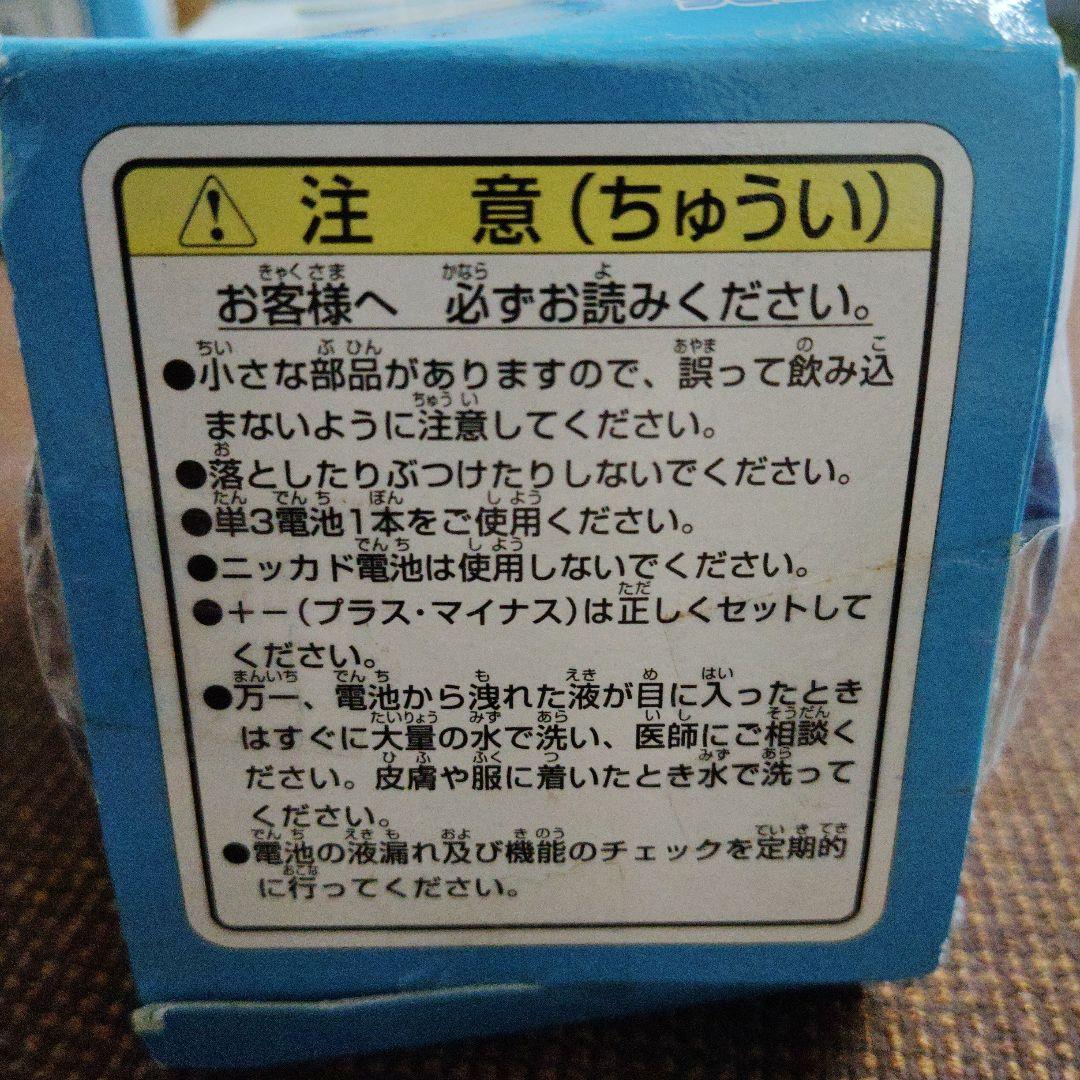 注 意(ちゅうい)
お客様へ 必ずお読みください。
●小さな部品がありますので、誤って飲み込
まないように注意してください。
●落としたりぶつけたりしないでください。
●単3電池1本をご使用ください。
●ニッカド電池は使用しないでください。
●+−(プラス・マイナス)は正しくセットして
ください。
●万一、電池から洩れた液が目に入ったとき
はすぐに大量の水で洗い、医師にご相談く
ださい。皮膚や服に着いたとき水で洗って
ください。
●電池の液漏れ及び機能のチェックを定期的
に行ってください。